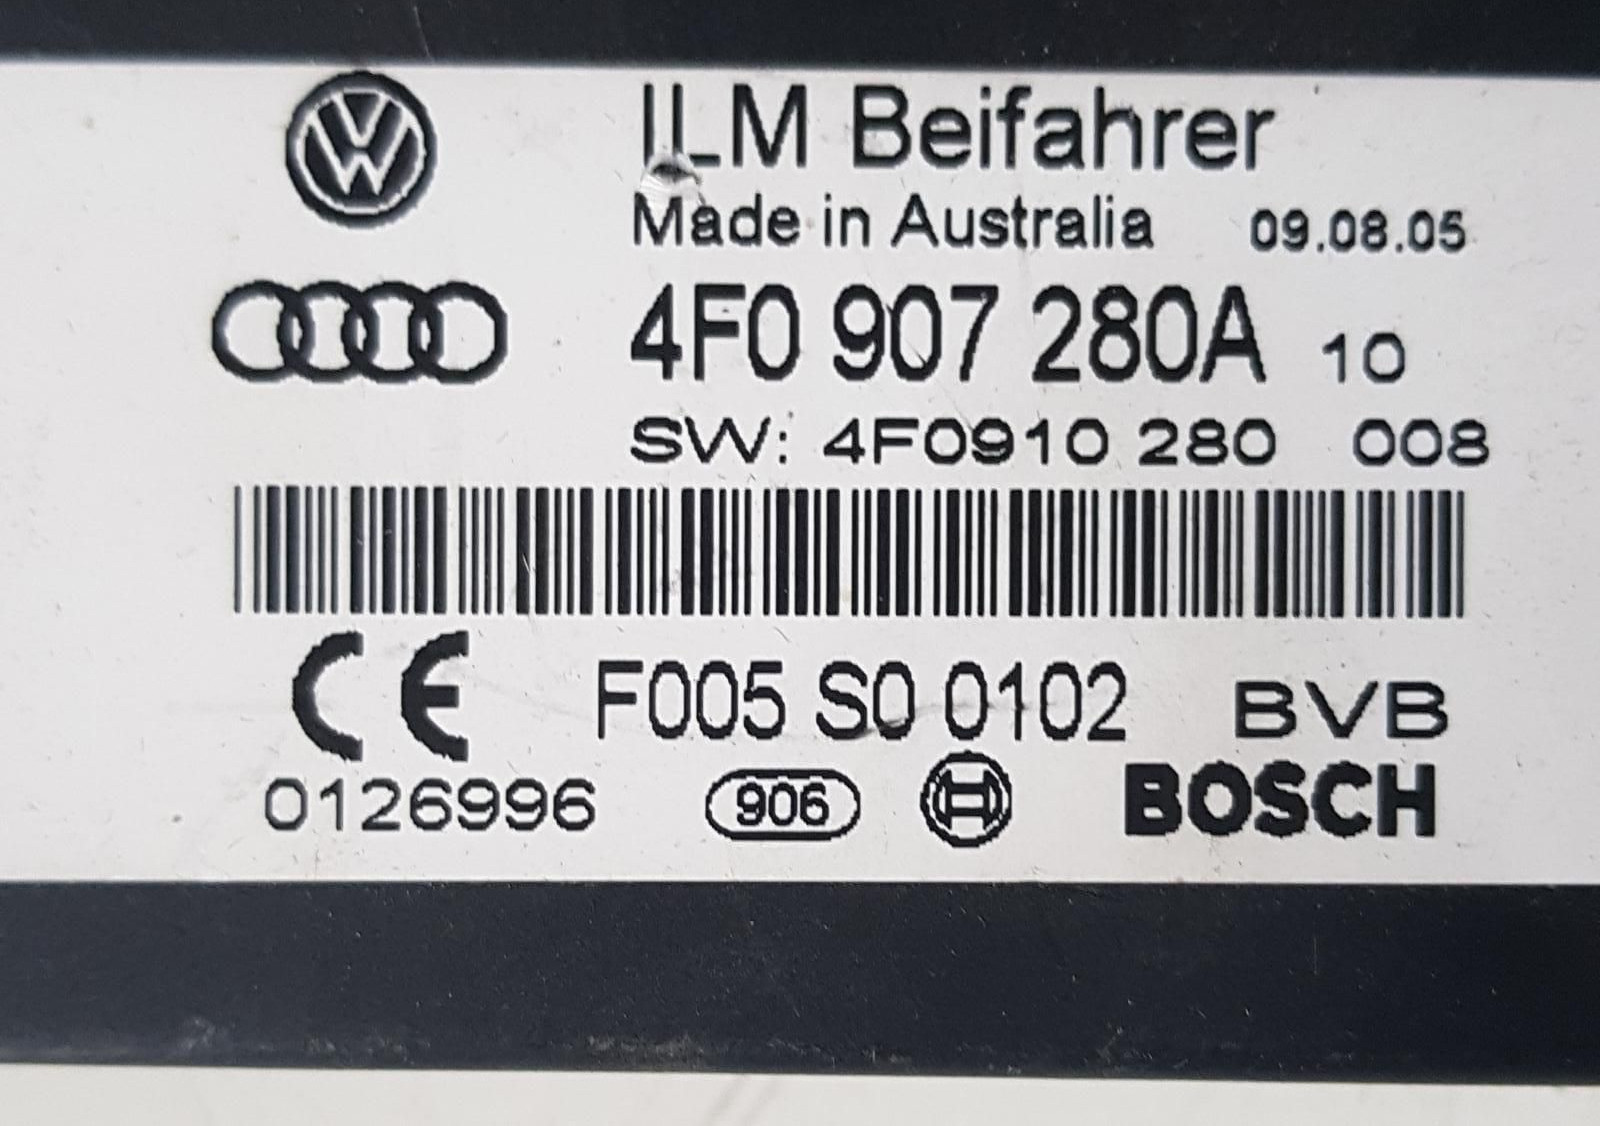 ILM Beifahrer
Made in Australia 09.08.05
4F0 907 280A 10
SW: 4F0910 280 008
CE F005 S0 0102 BVB
0126996 906 BOSCH